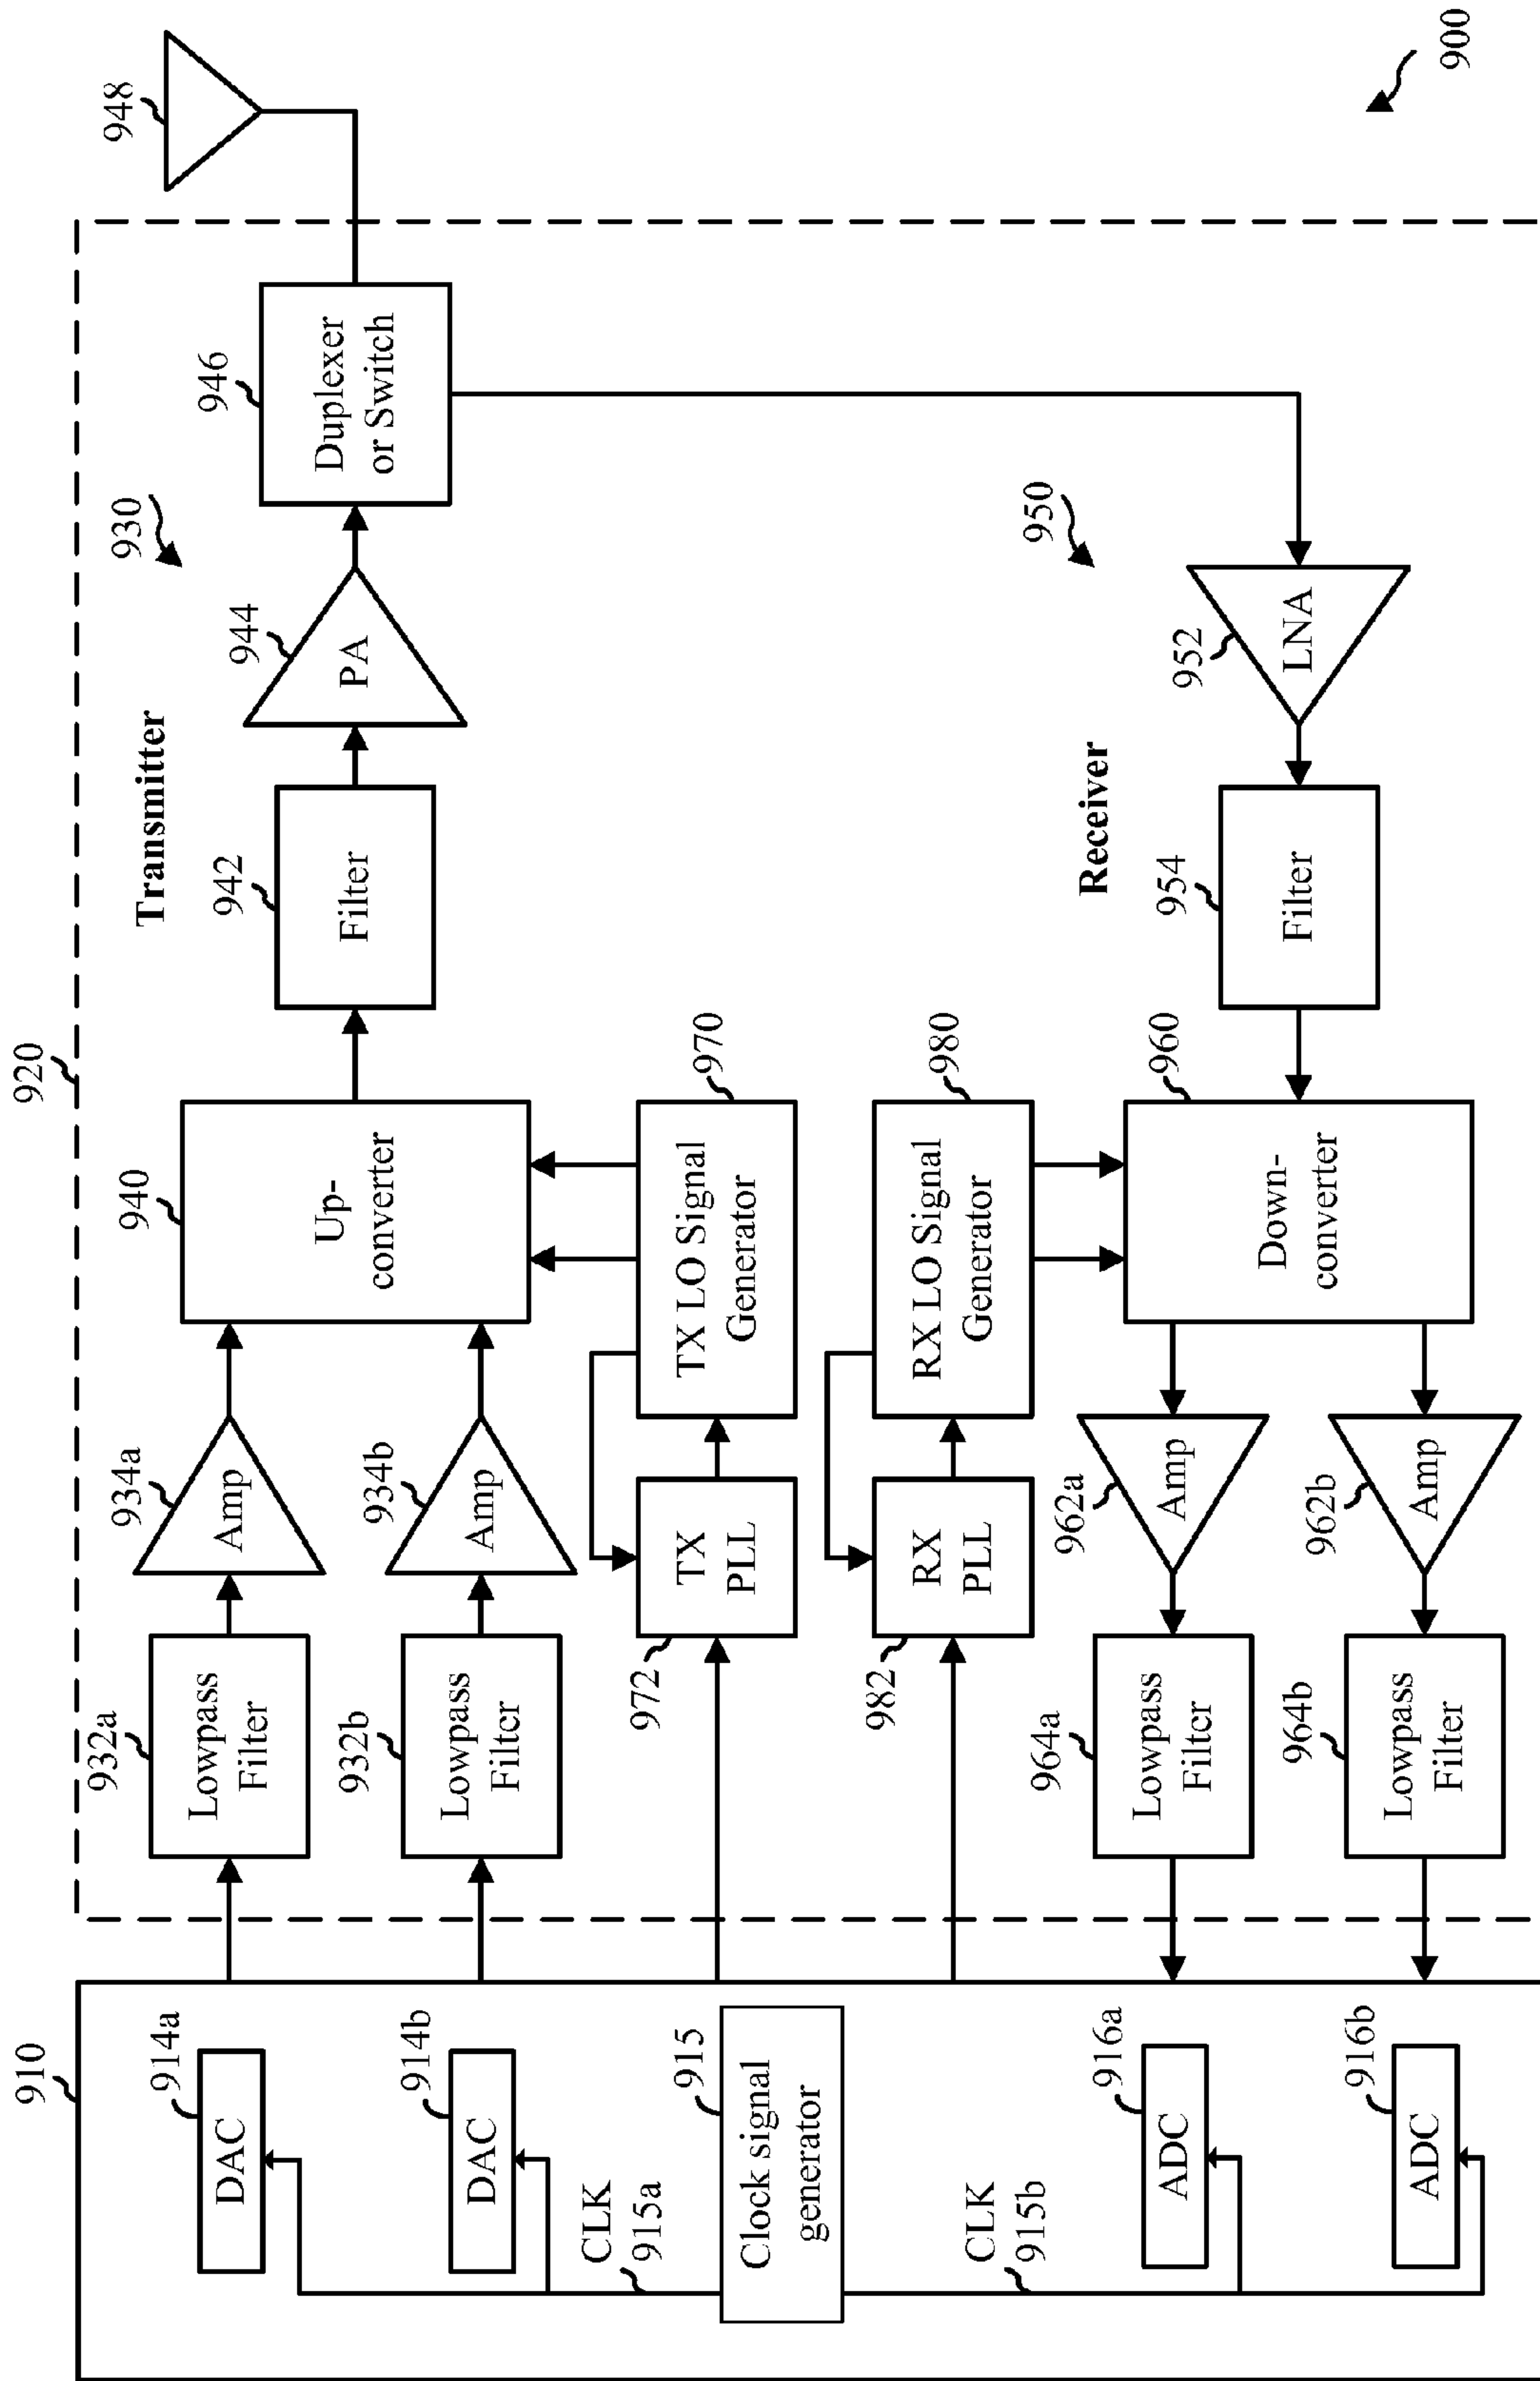 900
920
910
948
946
Duplexer
or Switch
930
944
PA
Transmitter
942
Filter
940
Up-
converter
934a
Amp
934b
Amp
932a
Lowpass
Filter
932b
Lowpass
Filter
914a
DAC
914b
DAC
970
TX LO Signal
Generator
972
TX
PLL
980
RX LO Signal
Generator
982
RX
PLL
CLK
915a
915
Clock signal
generator
CLK
915b
950
952
LNA
Receiver
954
Filter
960
Down-
converter
962a
Amp
962b
Amp
964a
Lowpass
Filter
964b
Lowpass
Filter
916a
ADC
916b
ADC